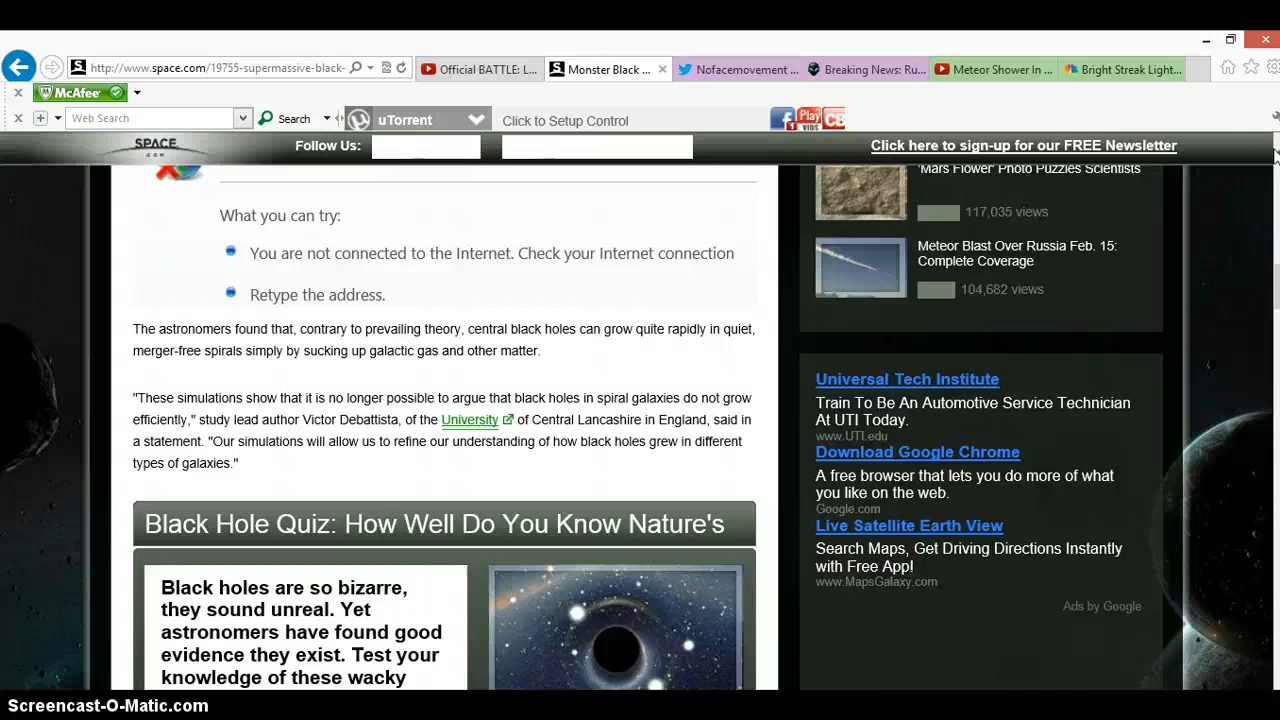 http://www.space.com/19755-supermassive-black-
Official BATTLE: L...
Monster Black ...
Nofacemovement ...
Breaking News: Ru...
Meteor Shower In ...
Bright Streak Light...
McAfee
Web Search
Search
uTorrent
Click to Setup Control
Play
VIDS
CB
1
SPACE
.COM
Follow Us:
Click here to sign-up for our FREE Newsletter
What you can try:
You are not connected to the Internet. Check your Internet connection
Retype the address.
The astronomers found that, contrary to prevailing theory, central black holes can grow quite rapidly in quiet,
merger-free spirals simply by sucking up galactic gas and other matter.
"These simulations show that it is no longer possible to argue that black holes in spiral galaxies do not grow
efficiently," study lead author Victor Debattista, of the University of Central Lancashire in England, said in
a statement. "Our simulations will allow us to refine our understanding of how black holes grew in different
types of galaxies."
Black Hole Quiz: How Well Do You Know Nature's
Black holes are so bizarre,
they sound unreal. Yet
astronomers have found good
evidence they exist. Test your
knowledge of these wacky
'Mars Flower' Photo Puzzles Scientists
117,035 views
Meteor Blast Over Russia Feb. 15:
Complete Coverage
104,682 views
Universal Tech Institute
Train To Be An Automotive Service Technician
At UTI Today.
www.UTI.edu
Download Google Chrome
A free browser that lets you do more of what
you like on the web.
Google.com
Live Satellite Earth View
Search Maps, Get Driving Directions Instantly
with Free App!
www.MapsGalaxy.com
Ads by Google
Screencast-O-Matic.com